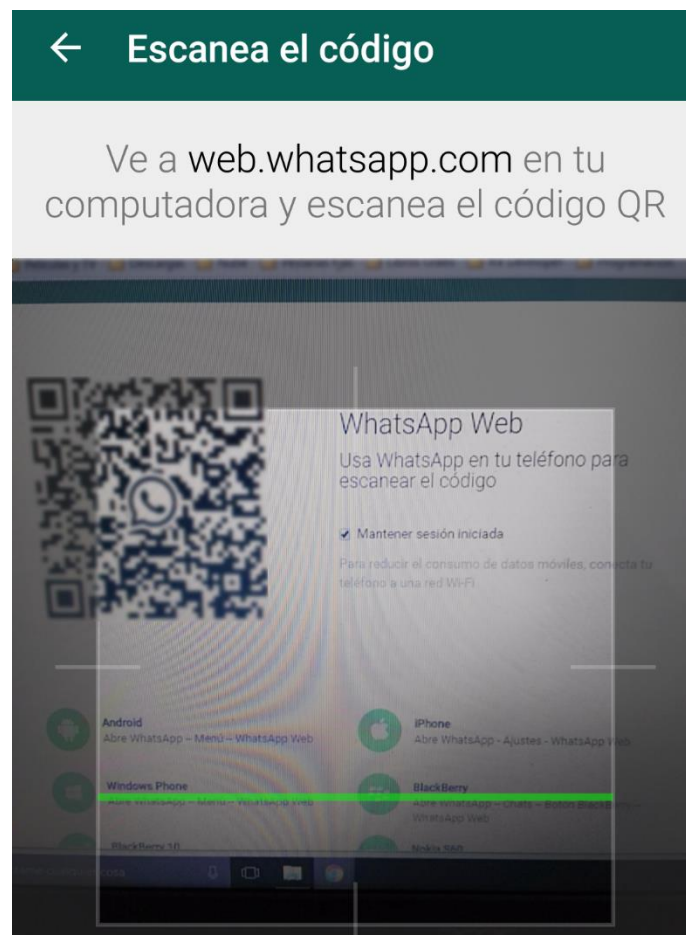 Escanea el código
Ve a web.whatsapp.com en tu
computadora y escanea el código QR
WhatsApp Web
Usa WhatsApp en tu teléfono para
escanear el código
Mantener sesión iniciada
Para reducir el consumo de datos móviles, conecta tu
teléfono a una red Wi-Fi
Android
Abre WhatsApp – Menú – WhatsApp Web
iPhone
Abre WhatsApp - Ajustes - WhatsApp Web
Windows Phone
Abre WhatsApp – Menú – WhatsApp Web
BlackBerry
Abre WhatsApp – Chats – Botón BlackBerry –
WhatsApp Web
BlackBerry 10
Nokia S60